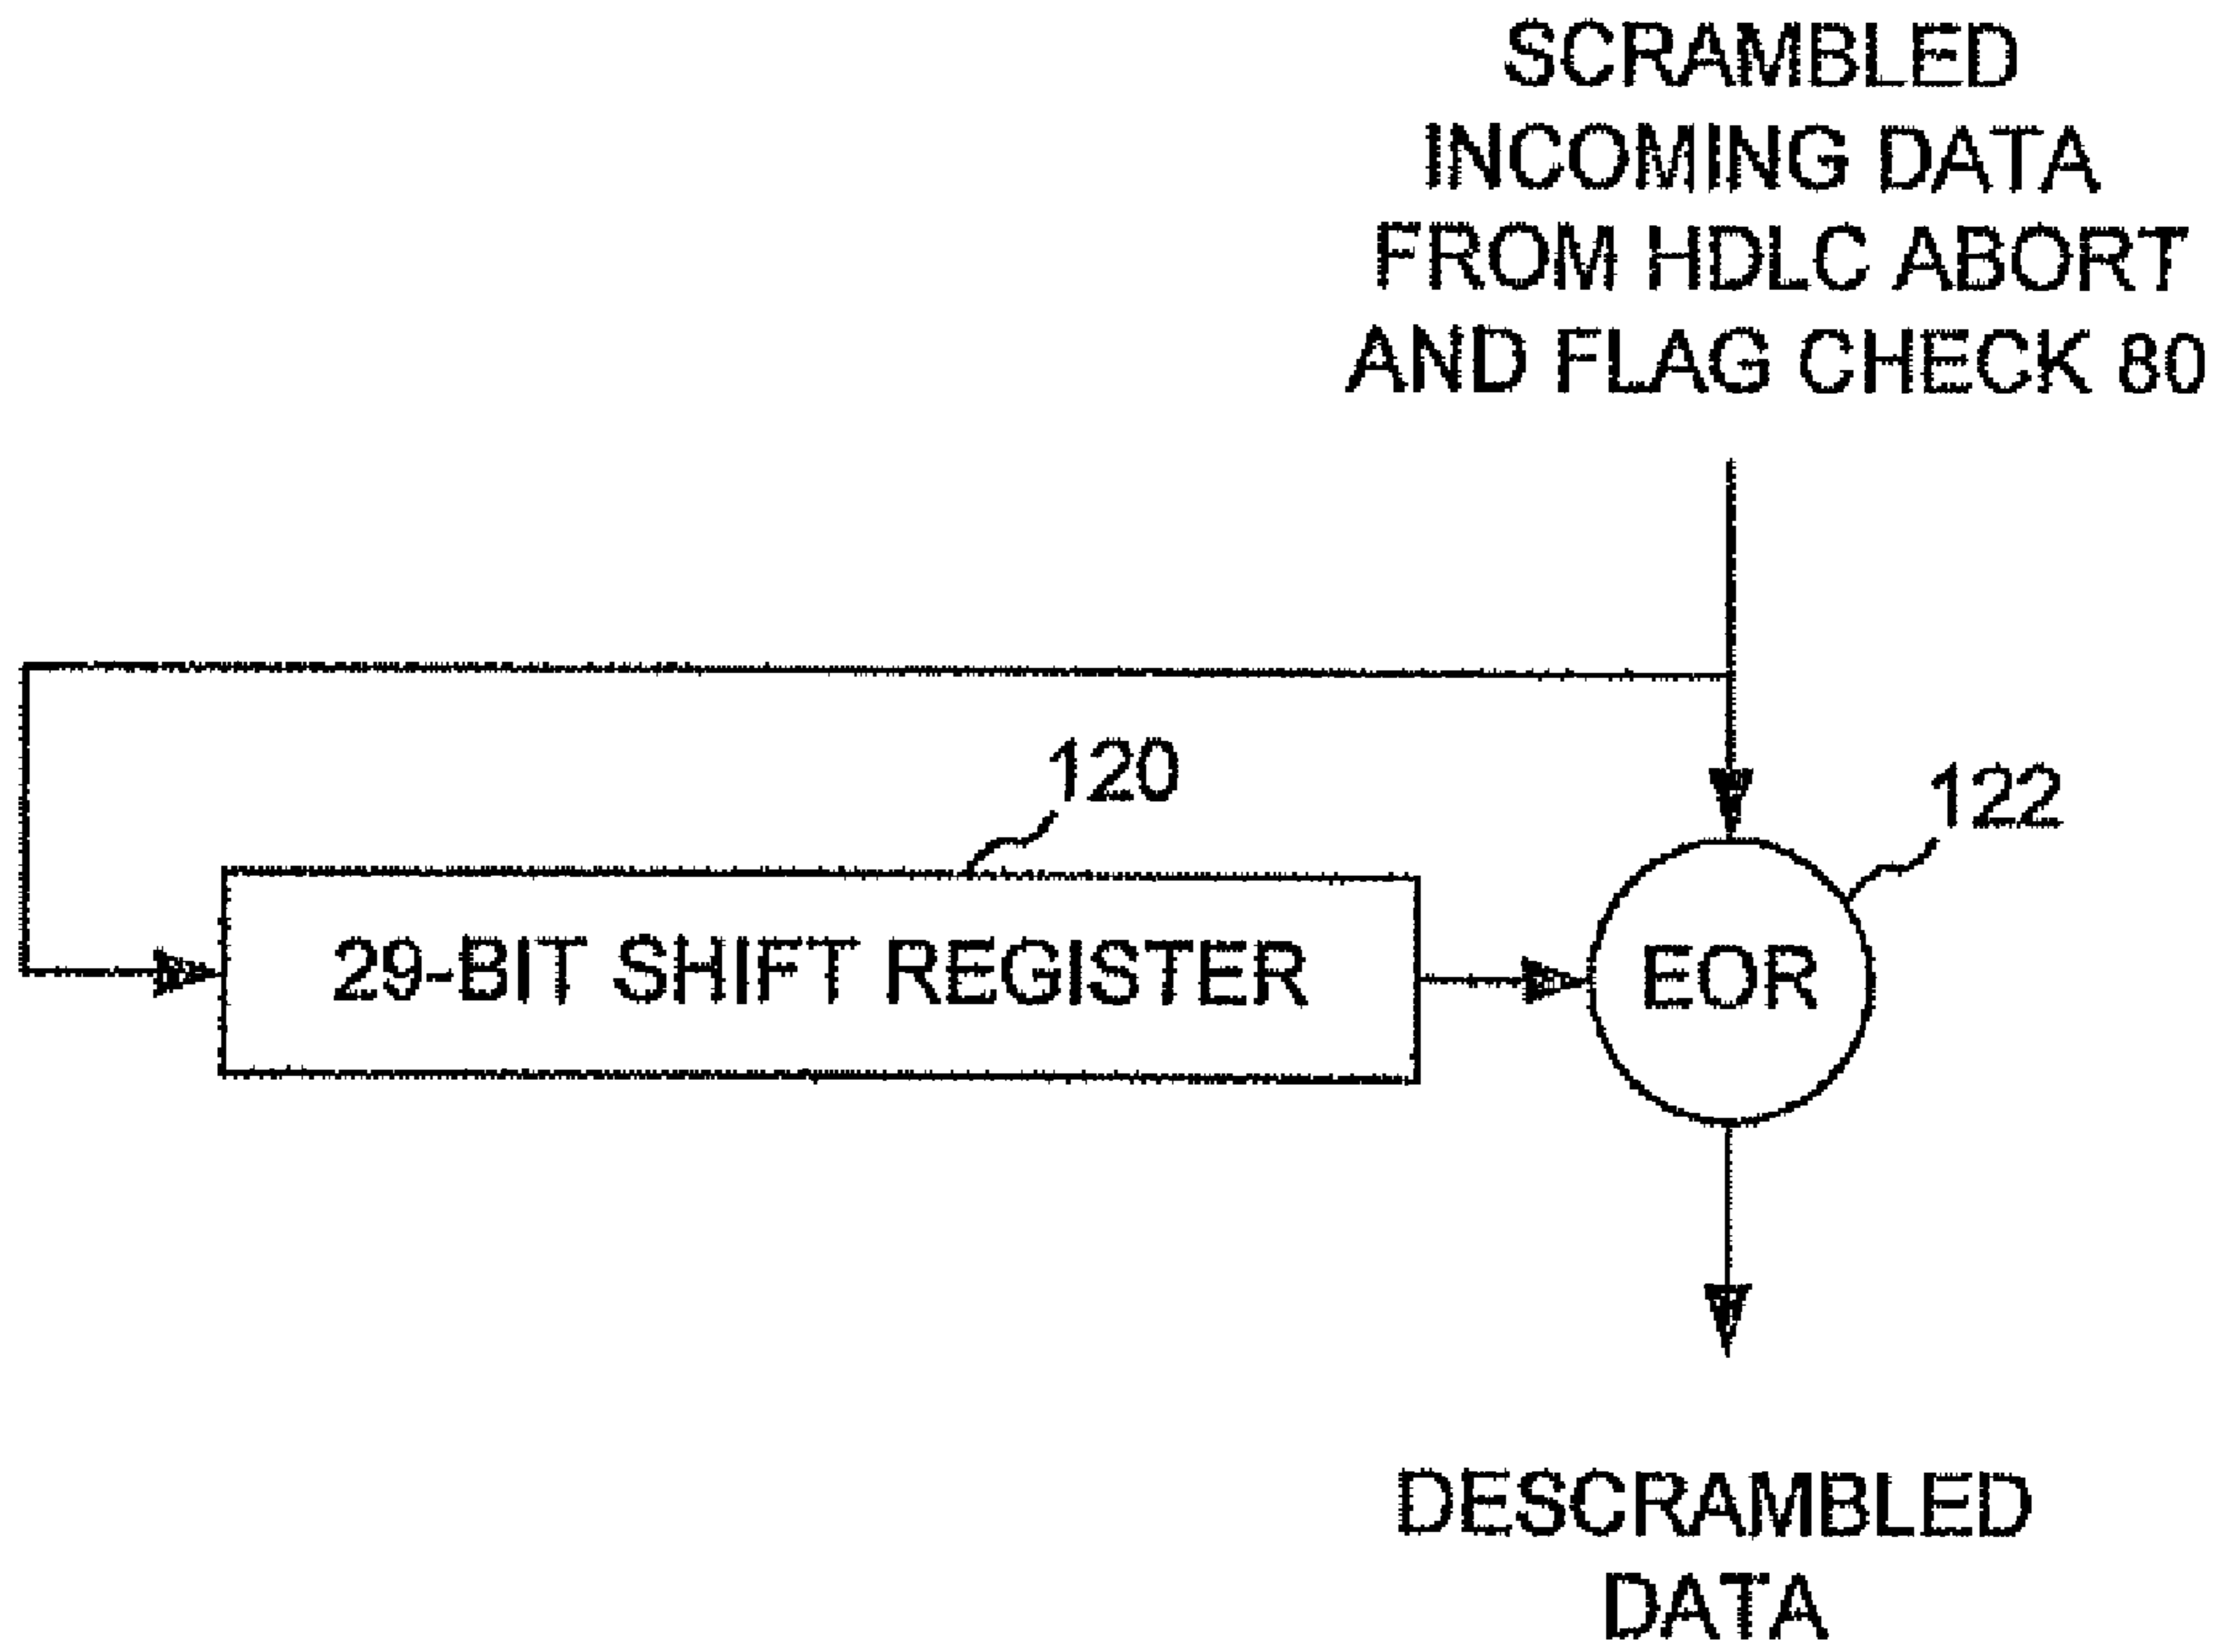 SCRAMBLED
INCOMING DATA
FROM HDLC ABORT
AND FLAG CHECK 80
120
122
29-BIT SHIFT REGISTER
EOR
DESCRAMBLED
DATA